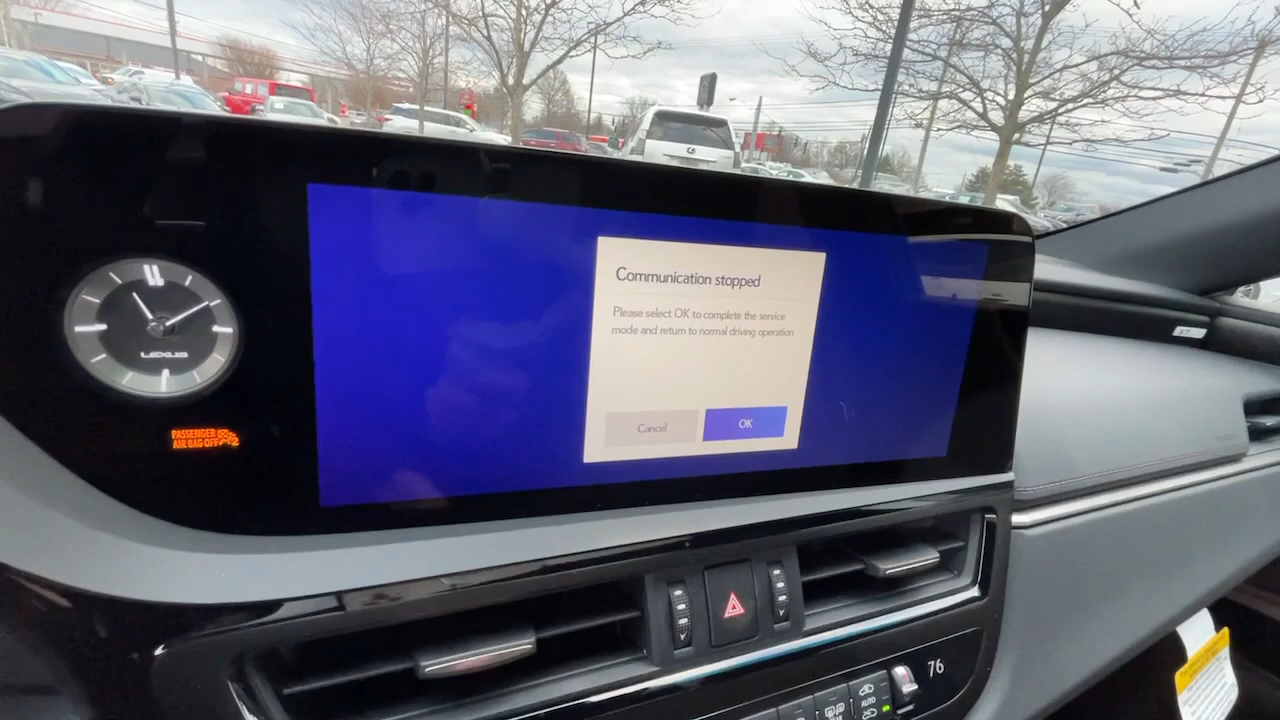 Communication stopped
Please select OK to complete the service
mode and return to normal driving operation
Cancel
OK
LEXUS
PASSENGER
AIR BAG OFF
76
AUTO